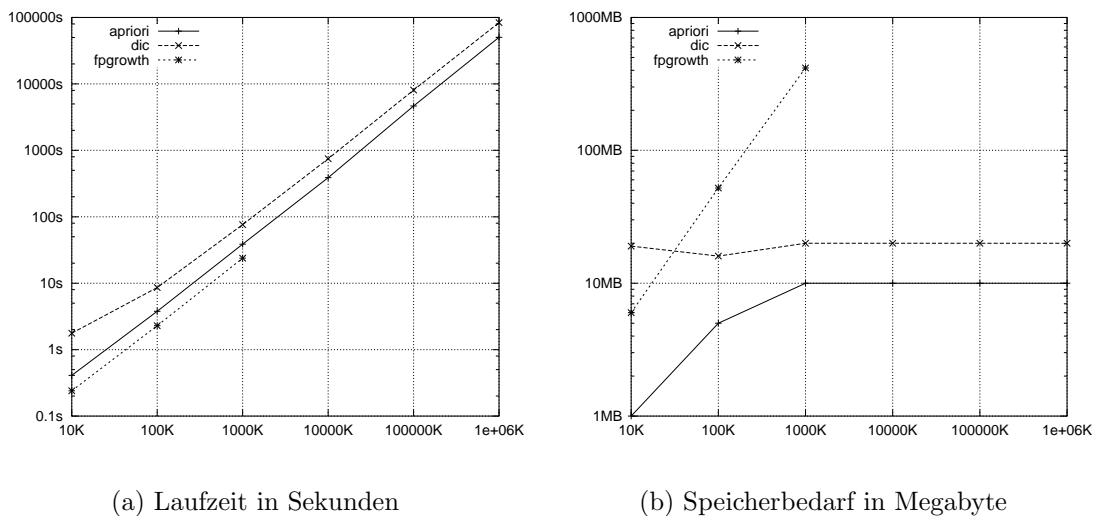 100000s
10000s
1000s
100s
10s
1s
0.1s
apriori
dic
fpgrowth
10K 100K 1000K 10000K 100000K 1e+06K
(a) Laufzeit in Sekunden
1000MB
100MB
10MB
1MB
apriori
dic
fpgrowth
10K 100K 1000K 10000K 100000K 1e+06K
(b) Speicherbedarf in Megabyte